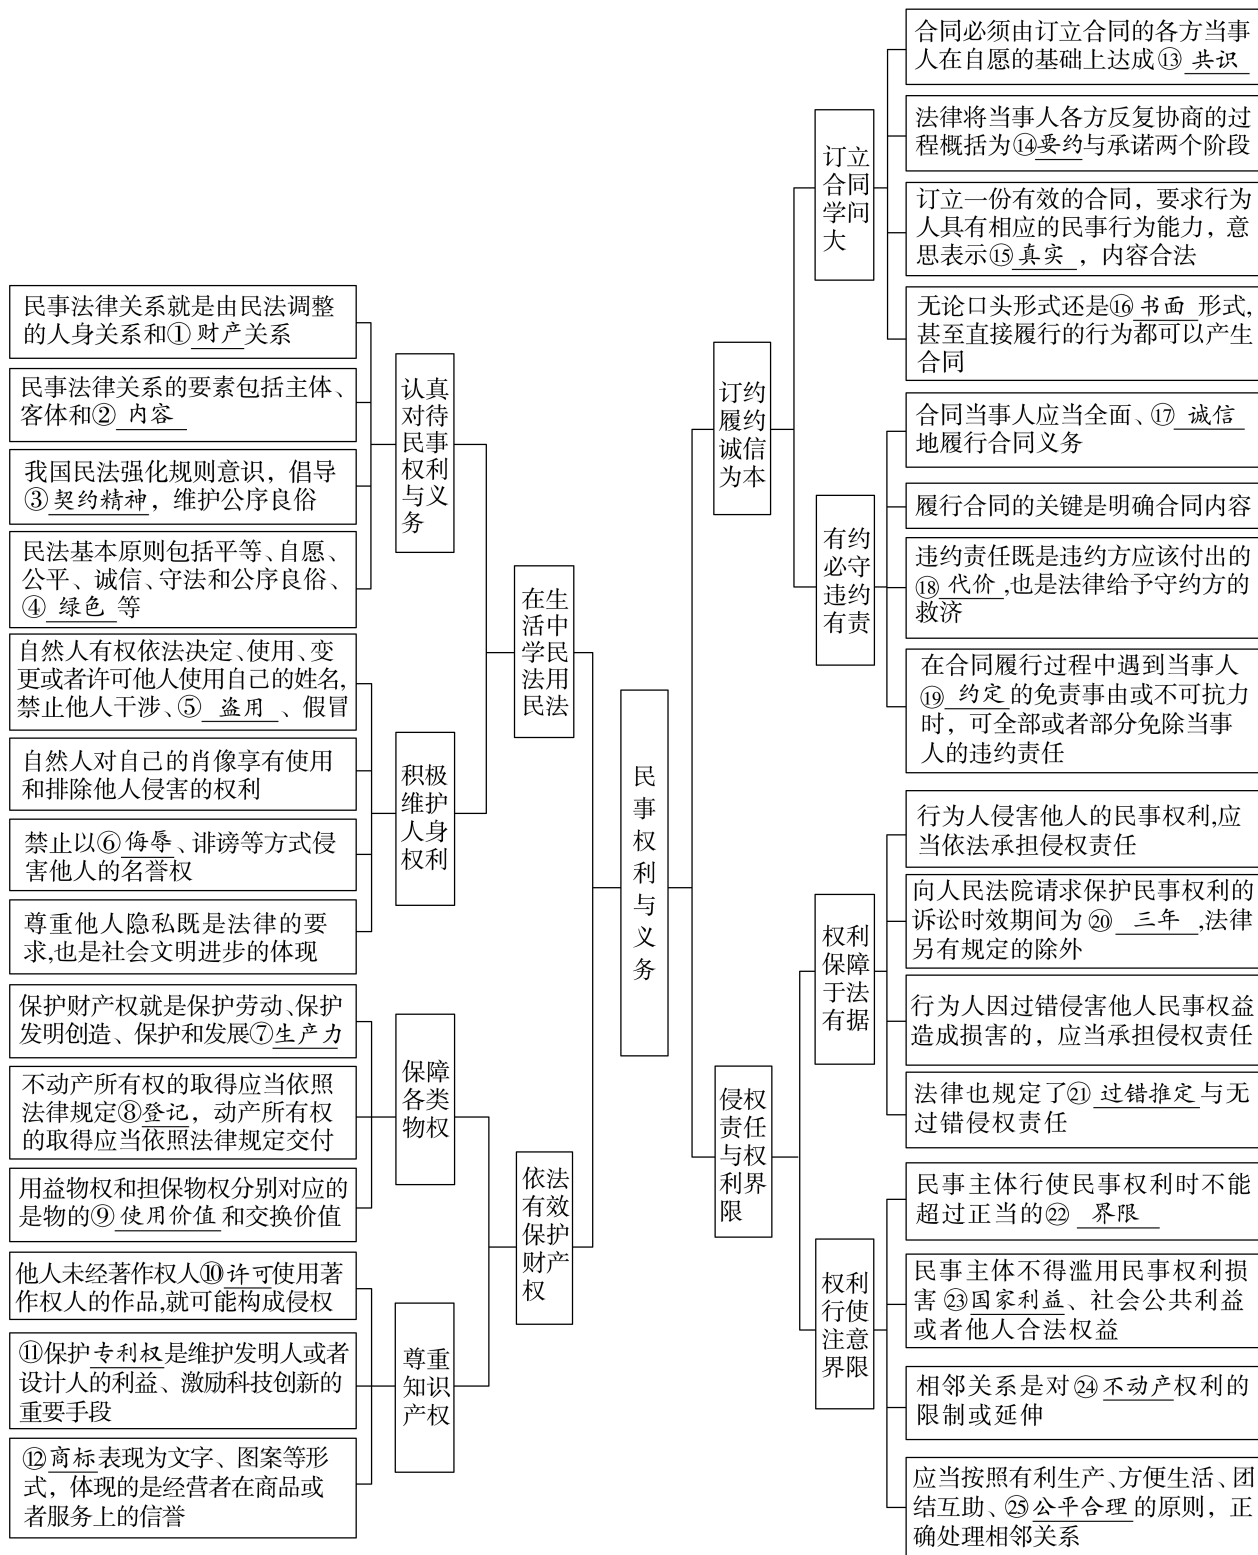 民事权利与义务
在生
活中
学民
法用
民法
认真
对待
民事
权利
与义
务
民事法律关系就是由民法调整
的人身关系和①财产关系
民事法律关系的要素包括主体、
客体和②内容
我国民法强化规则意识，倡导
③契约精神，维护公序良俗
民法基本原则包括平等、自愿、
公平、诚信、守法和公序良俗、
④绿色等
积极
维护
人身
权利
自然人有权依法决定、使用、变
更或者许可他人使用自己的姓名,
禁止他人干涉、⑤盗用、假冒
自然人对自己的肖像享有使用
和排除他人侵害的权利
禁止以⑥侮辱、诽谤等方式侵
害他人的名誉权
尊重他人隐私既是法律的要
求,也是社会文明进步的体现
依法
有效
保护
财产
权
保障
各类
物权
保护财产权就是保护劳动、保护
发明创造、保护和发展⑦生产力
不动产所有权的取得应当依照
法律规定⑧登记，动产所有权
的取得应当依照法律规定交付
用益物权和担保物权分别对应的
是物的⑨使用价值和交换价值
尊重
知识
产权
他人未经著作权人⑩许可使用著
作权人的作品,就可能构成侵权
⑪保护专利权是维护发明人或者
设计人的利益、激励科技创新的
重要手段
⑫商标表现为文字、图案等形
式，体现的是经营者在商品或
者服务上的信誉
订约
履约
诚信
为本
订立
合同
学问
大
合同必须由订立合同的各方当事
人在自愿的基础上达成⑬共识
法律将当事人各方反复协商的过
程概括为⑭要约与承诺两个阶段
订立一份有效的合同，要求行为
人具有相应的民事行为能力，意
思表示⑮真实，内容合法
无论口头形式还是⑯书面形式,
甚至直接履行的行为都可以产生
合同
有约
必守
违约
有责
合同当事人应当全面、⑰诚信
地履行合同义务
履行合同的关键是明确合同内容
违约责任既是违约方应该付出的
⑱代价,也是法律给予守约方的
救济
在合同履行过程中遇到当事人
⑲约定的免责事由或不可抗力
时，可全部或者部分免除当事
人的违约责任
侵权
责任
与权
利界
限
权利
保障
于法
有据
行为人侵害他人的民事权利,应
当依法承担侵权责任
向人民法院请求保护民事权利的
诉讼时效期间为⑳三年,法律
另有规定的除外
行为人因过错侵害他人民事权益
造成损害的，应当承担侵权责任
法律也规定了㉑过错推定与无
过错侵权责任
权利
行使
注意
界限
民事主体行使民事权利时不能
超过正当的㉒界限
民事主体不得滥用民事权利损
害㉓国家利益、社会公共利益
或者他人合法权益
相邻关系是对㉔不动产权利的
限制或延伸
应当按照有利生产、方便生活、团
结互助、㉕公平合理的原则，正
确处理相邻关系